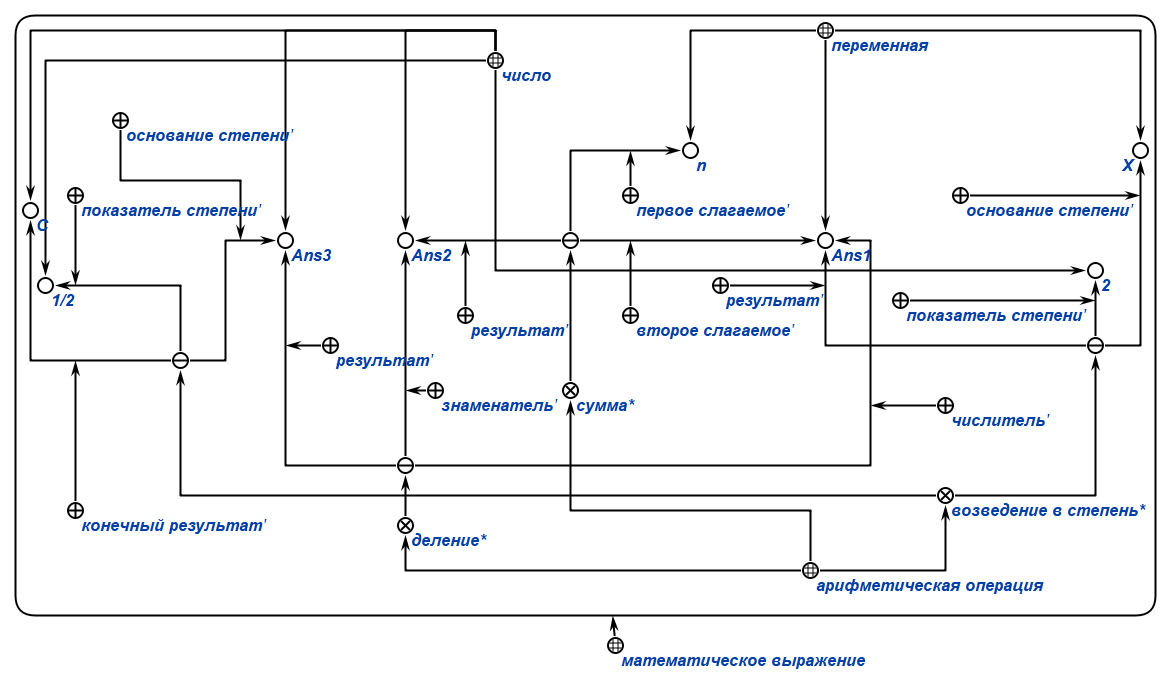 переменная
число
основание степени'
n
X
показатель степени'
первое слагаемое'
основание степени'
C
Ans3
Ans2
Ans1
1/2
2
результат'
результат'
второе слагаемое'
показатель степени'
результат'
знаменатель'
сумма*
числитель'
конечный результат'
деление*
возведение в степень*
арифметическая операция
математическое выражение